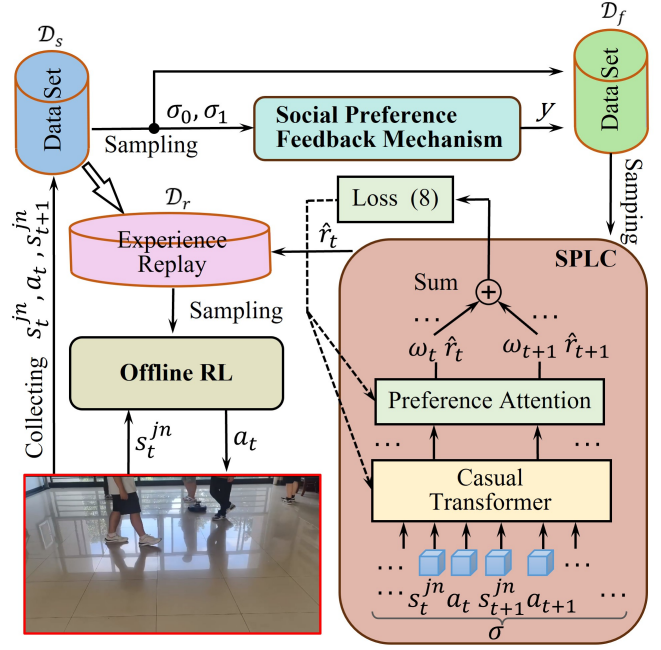 𝒟ₛ
Data Set
Sampling
σ₀, σ₁
Social Preference
Feedback Mechanism
y
𝒟f
Data Set
Samping
𝒟ᵣ
Experience
Replay
r̂ₜ
Loss (8)
Sampling
Offline RL
sₜʲⁿ
aₜ
Collecting sₜʲⁿ, aₜ, sₜ₊₁ʲⁿ
SPLC
Sum
+
... ...
ωₜ r̂ₜ ωₜ₊₁ r̂ₜ₊₁
Preference Attention
... ...
Casual
Transformer
... ...
... sₜʲⁿ aₜ sₜ₊₁ʲⁿ aₜ₊₁ ...
σ